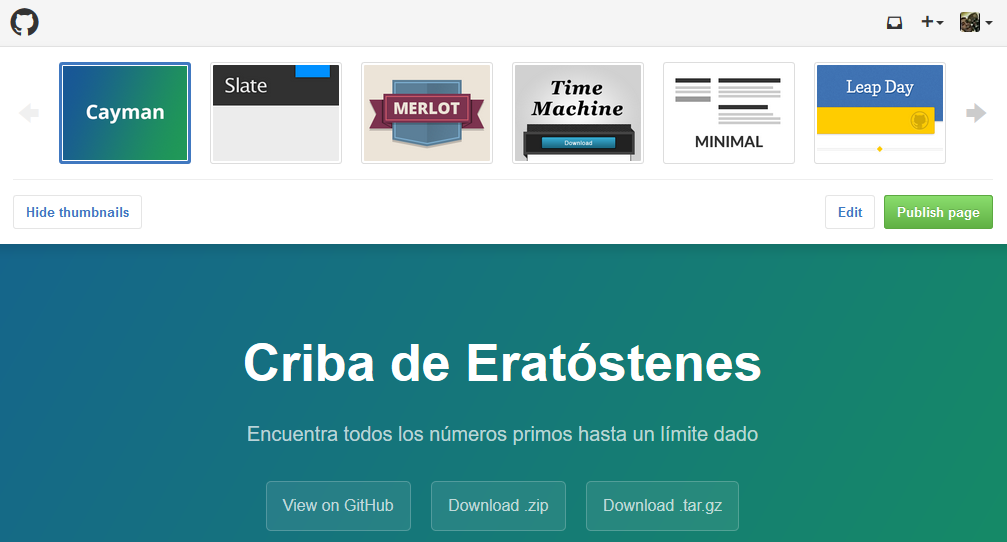 Cayman
Slate
MERLOT
Time
Machine
Download
MINIMAL
Leap Day
Hide thumbnails
Edit
Publish page
Criba de Eratóstenes
Encuentra todos los números primos hasta un límite dado
View on GitHub
Download .zip
Download .tar.gz